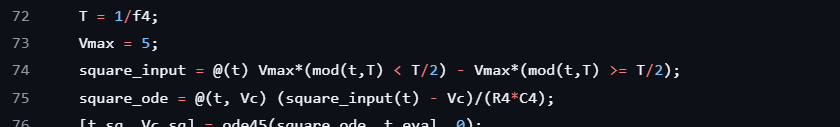 72 T = 1/f4;
73 Vmax = 5;
74 square_input = @(t) Vmax*(mod(t,T) < T/2) - Vmax*(mod(t,T) >= T/2);
75 square_ode = @(t, Vc) (square_input(t) - Vc)/(R4*C4);
76 [t_sq, Vc_sq] = ode45(square_ode, t_eval, 0);